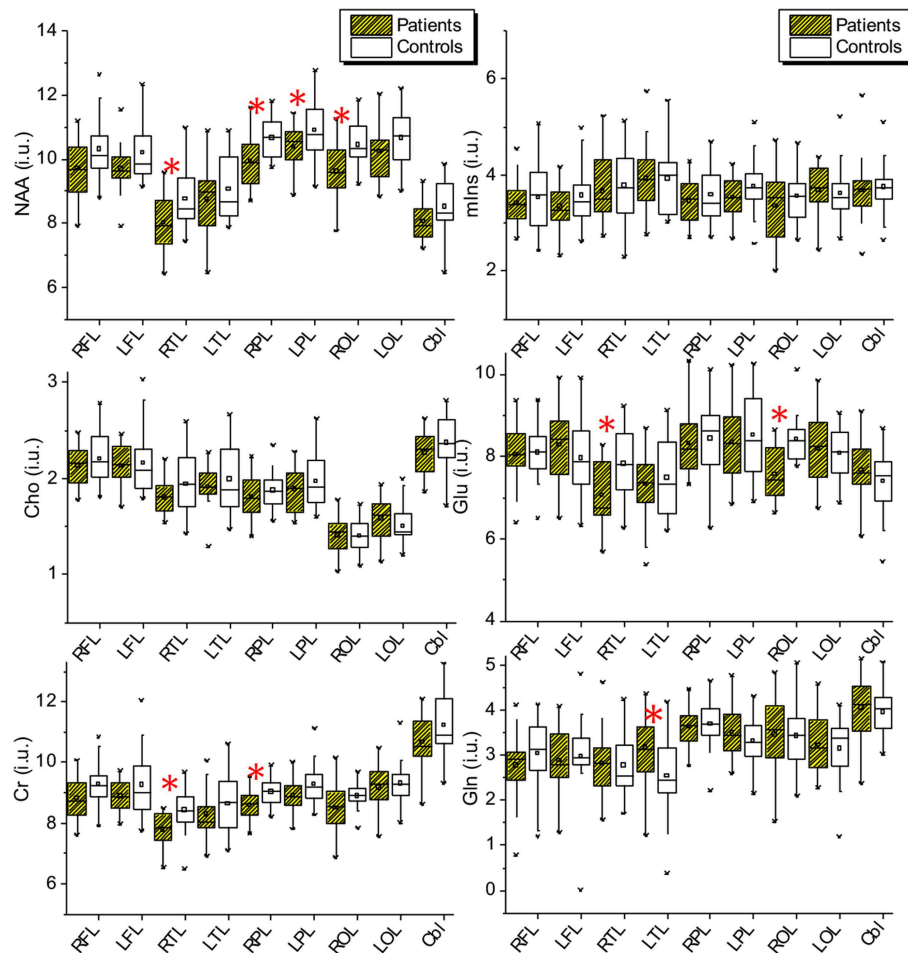 Patients
Controls
Patients
Controls
NAA (i.u.)
14
12
10
8
6
RFL
LFL
RTL
LTL
RPL
LPL
ROL
LOL
Cbl
mIns (i.u.)
6
4
2
RFL
LFL
RTL
LTL
RPL
LPL
ROL
LOL
Cbl
Cho (i.u.)
3
2
1
RFL
LFL
RTL
LTL
RPL
LPL
ROL
LOL
Cbl
Glu (i.u.)
10
8
6
4
RFL
LFL
RTL
LTL
RPL
LPL
ROL
LOL
Cbl
Cr (i.u.)
12
10
8
6
RFL
LFL
RTL
LTL
RPL
LPL
ROL
LOL
Cbl
Gln (i.u.)
5
4
3
2
1
0
RFL
LFL
RTL
LTL
RPL
LPL
ROL
LOL
Cbl